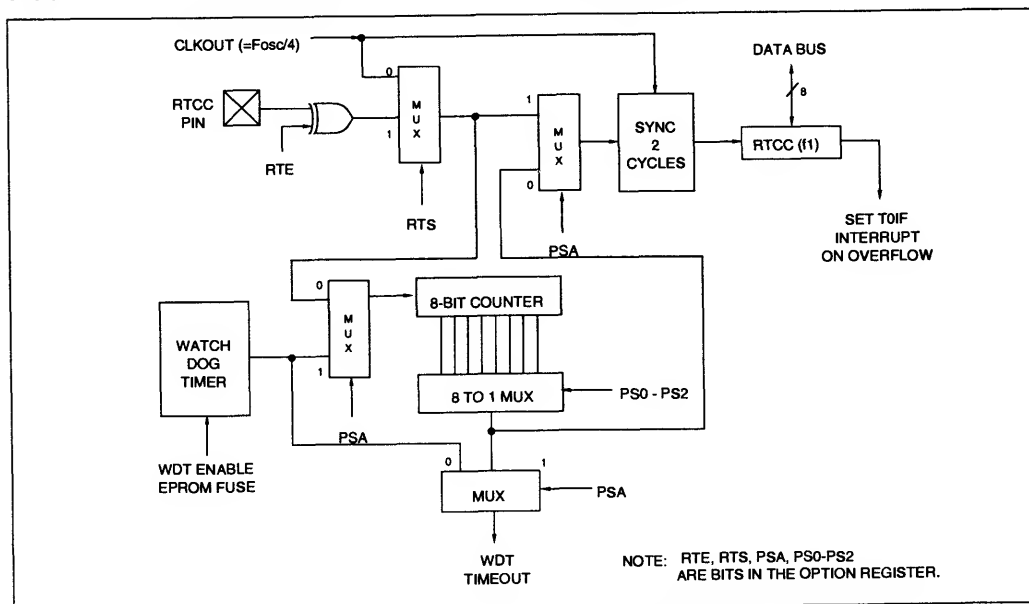 CLKOUT (=Fosc/4)
RTCC
PIN
RTE
0
MUX
1
RTS
1
MUX
0
PSA
SYNC
2
CYCLES
DATA BUS
8
RTCC (f1)
SET T0IF
INTERRUPT
ON OVERFLOW
WATCH
DOG
TIMER
WDT ENABLE
EPROM FUSE
0
MUX
1
PSA
8-BIT COUNTER
8 TO 1 MUX
PS0 - PS2
0
1
MUX
PSA
WDT
TIMEOUT
NOTE: RTE, RTS, PSA, PS0-PS2
ARE BITS IN THE OPTION REGISTER.